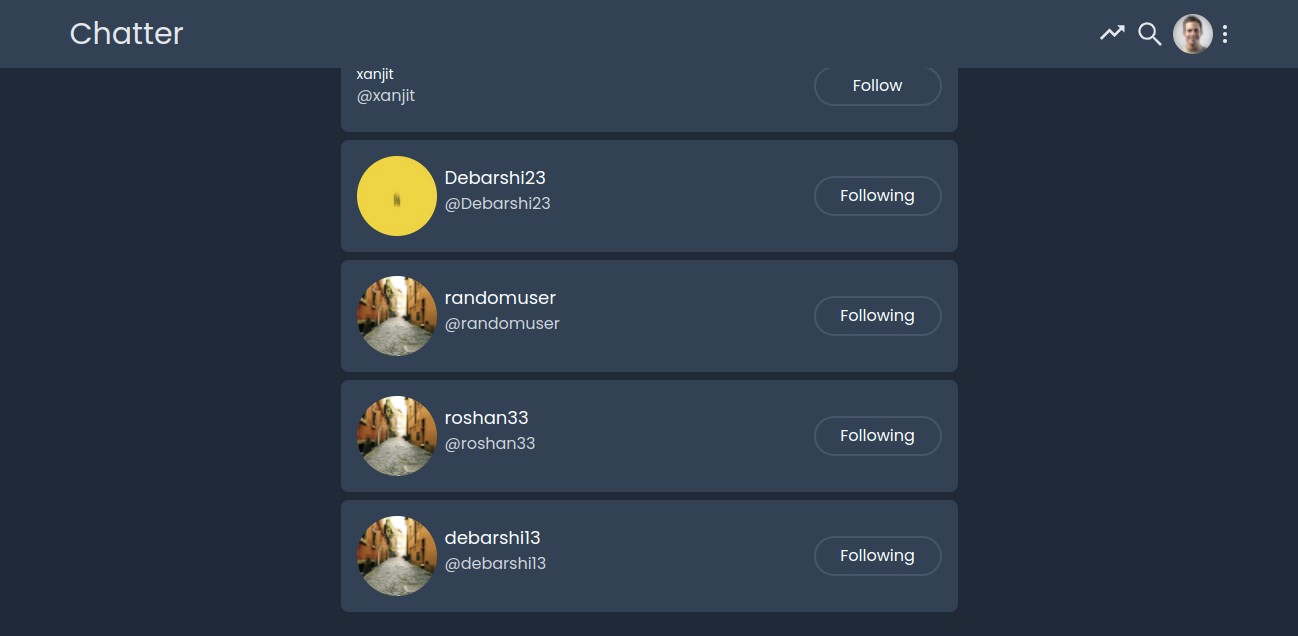 Chatter
xanjit
@xanjit
Follow
Debarshi23
@Debarshi23
Following
randomuser
@randomuser
Following
roshan33
@roshan33
Following
debarshi13
@debarshi13
Following